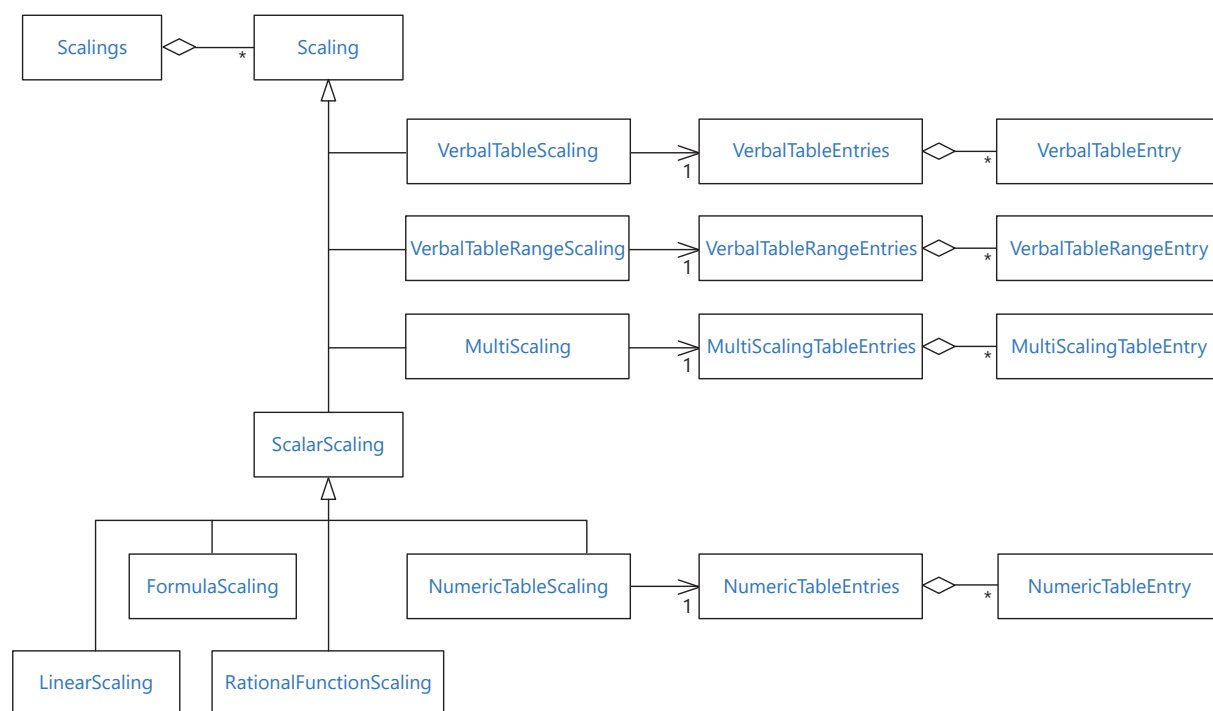 Scalings
*
Scaling
VerbalTableScaling
1
VerbalTableEntries
*
VerbalTableEntry
VerbalTableRangeScaling
1
VerbalTableRangeEntries
*
VerbalTableRangeEntry
MultiScaling
1
MultiScalingTableEntries
*
MultiScalingTableEntry
ScalarScaling
FormulaScaling
NumericTableScaling
1
NumericTableEntries
*
NumericTableEntry
LinearScaling
RationalFunctionScaling